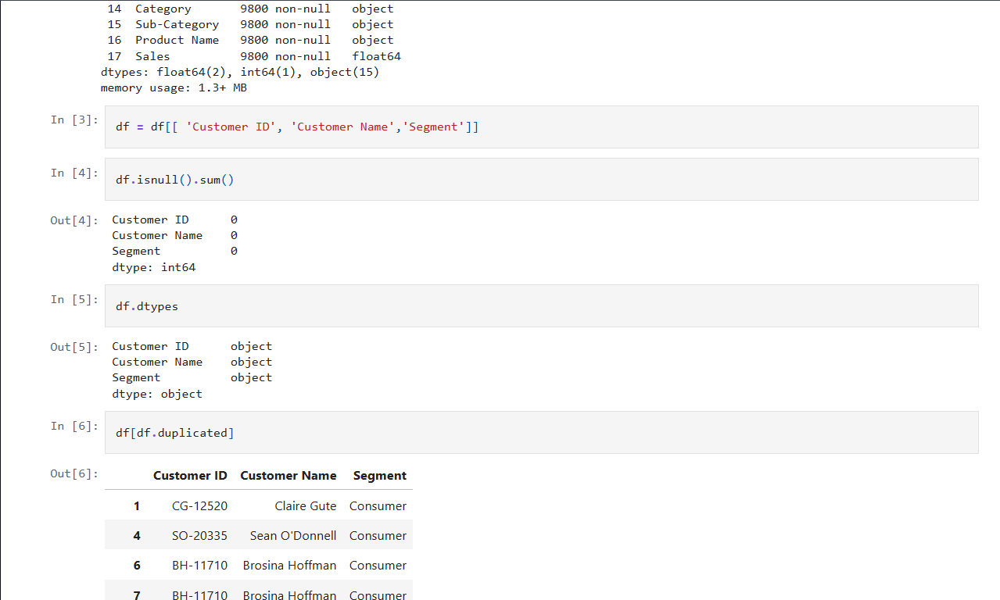 14  Category       9800 non-null   object
15  Sub-Category   9800 non-null   object
16  Product Name   9800 non-null   object
17  Sales          9800 non-null   float64
dtypes: float64(2), int64(1), object(15)
memory usage: 1.3+ MB
In [3]: df = df[[ 'Customer ID', 'Customer Name','Segment']]
In [4]: df.isnull().sum()
Out[4]: Customer ID      0
Customer Name    0
Segment          0
dtype: int64
In [5]: df.dtypes
Out[5]: Customer ID      object
Customer Name    object
Segment          object
dtype: object
In [6]: df[df.duplicated]
Out[6]: Customer ID Customer Name Segment
1 CG-12520 Claire Gute Consumer
4 SO-20335 Sean O'Donnell Consumer
6 BH-11710 Brosina Hoffman Consumer
7 BH-11710 Brosina Hoffman Consumer